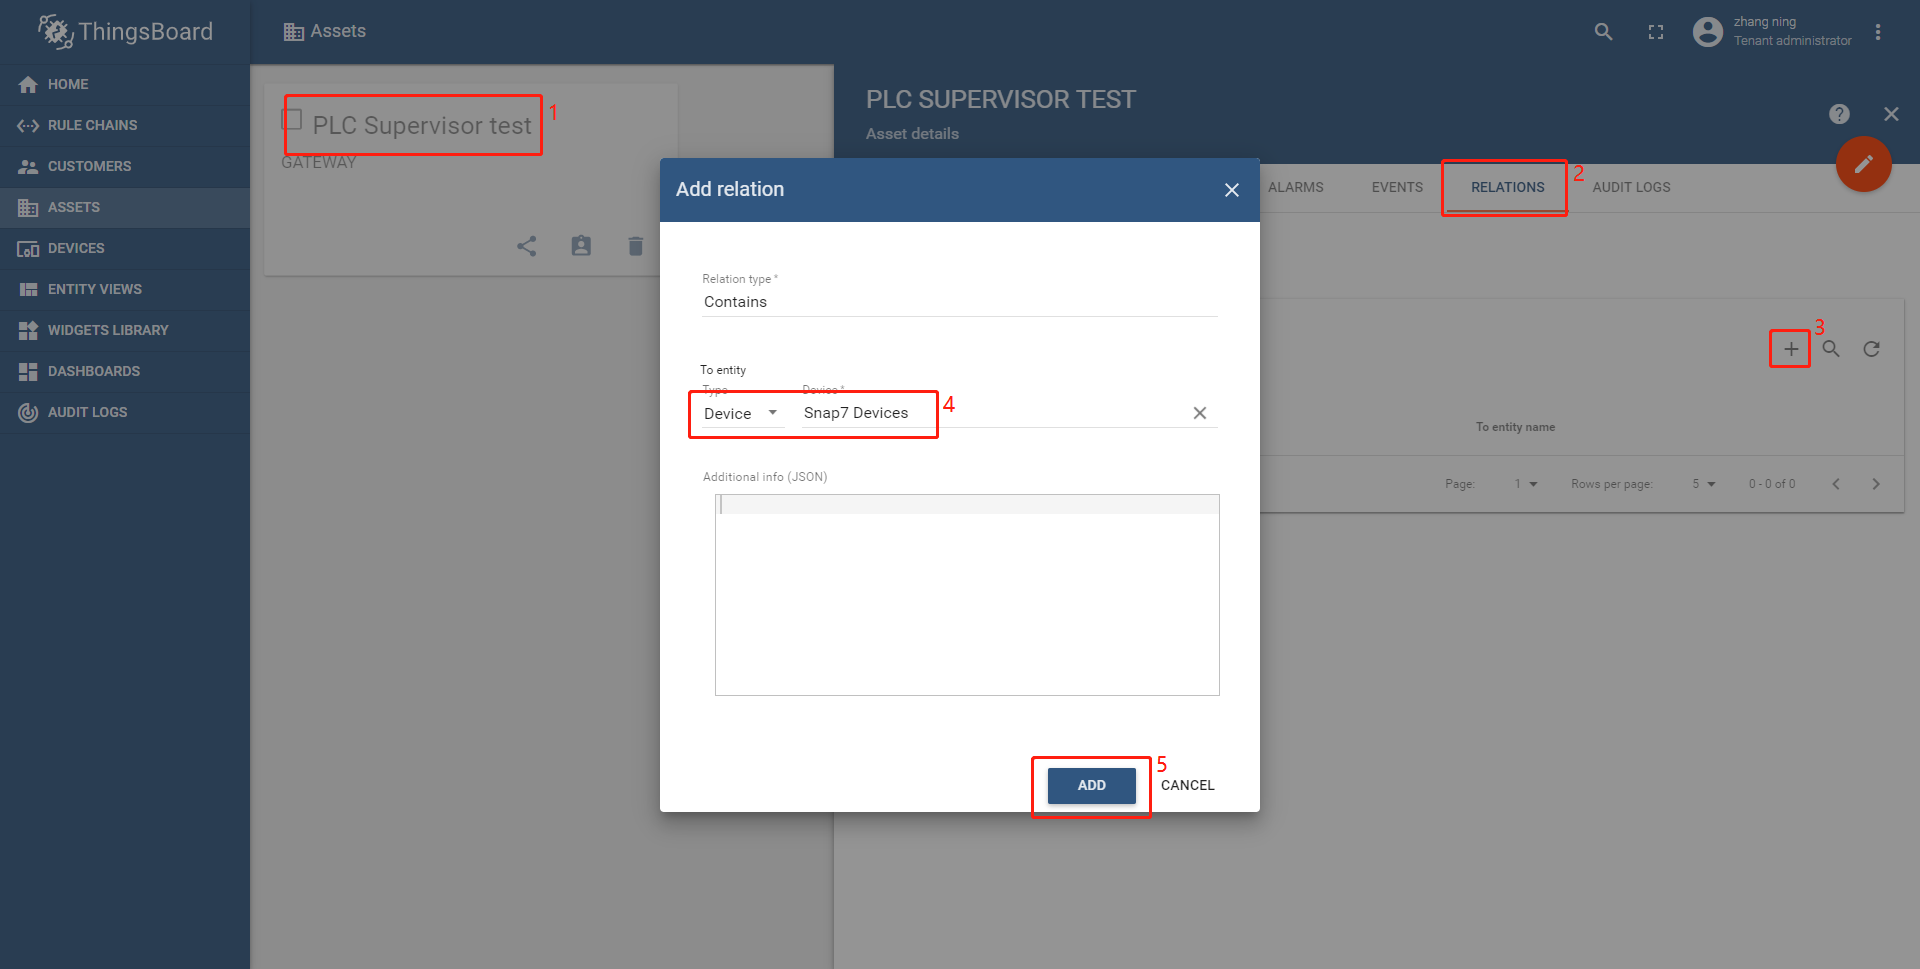 ThingsBoard
Assets
zhang ning
Tenant administrator
HOME
RULE CHAINS
CUSTOMERS
ASSETS
DEVICES
ENTITY VIEWS
WIDGETS LIBRARY
DASHBOARDS
AUDIT LOGS
PLC Supervisor test
1
GATEWAY
PLC SUPERVISOR TEST
Asset details
ALARMS
EVENTS
RELATIONS
2
AUDIT LOGS
3
To entity name
Page:
1
Rows per page:
5
0 - 0 of 0
Add relation
Relation type *
Contains
To entity
Type
Device *
Device
Snap7 Devices
4
Additional info (JSON)
ADD
5
CANCEL